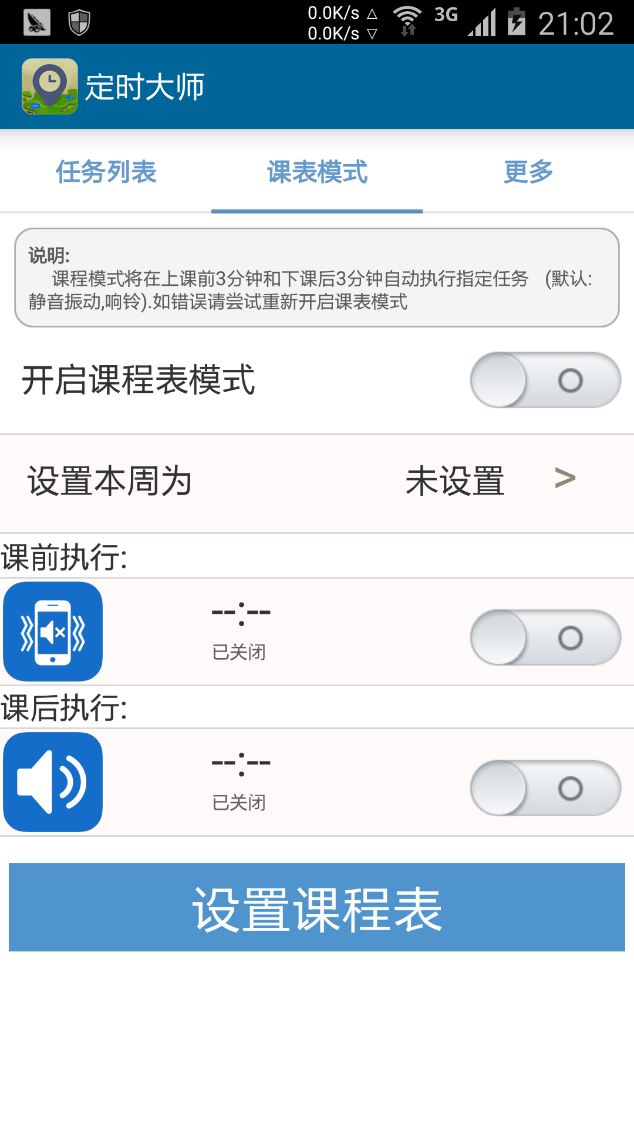 0.0K/s △
0.0K/s ▽
3G
21:02
定时大师
任务列表
课表模式
更多
说明:
课程模式将在上课前3分钟和下课后3分钟自动执行指定任务 (默认:
静音振动,响铃).如错误请尝试重新开启课表模式
开启课程表模式
设置本周为
未设置
>
课前执行:
--:--
已关闭
课后执行:
--:--
已关闭
设置课程表